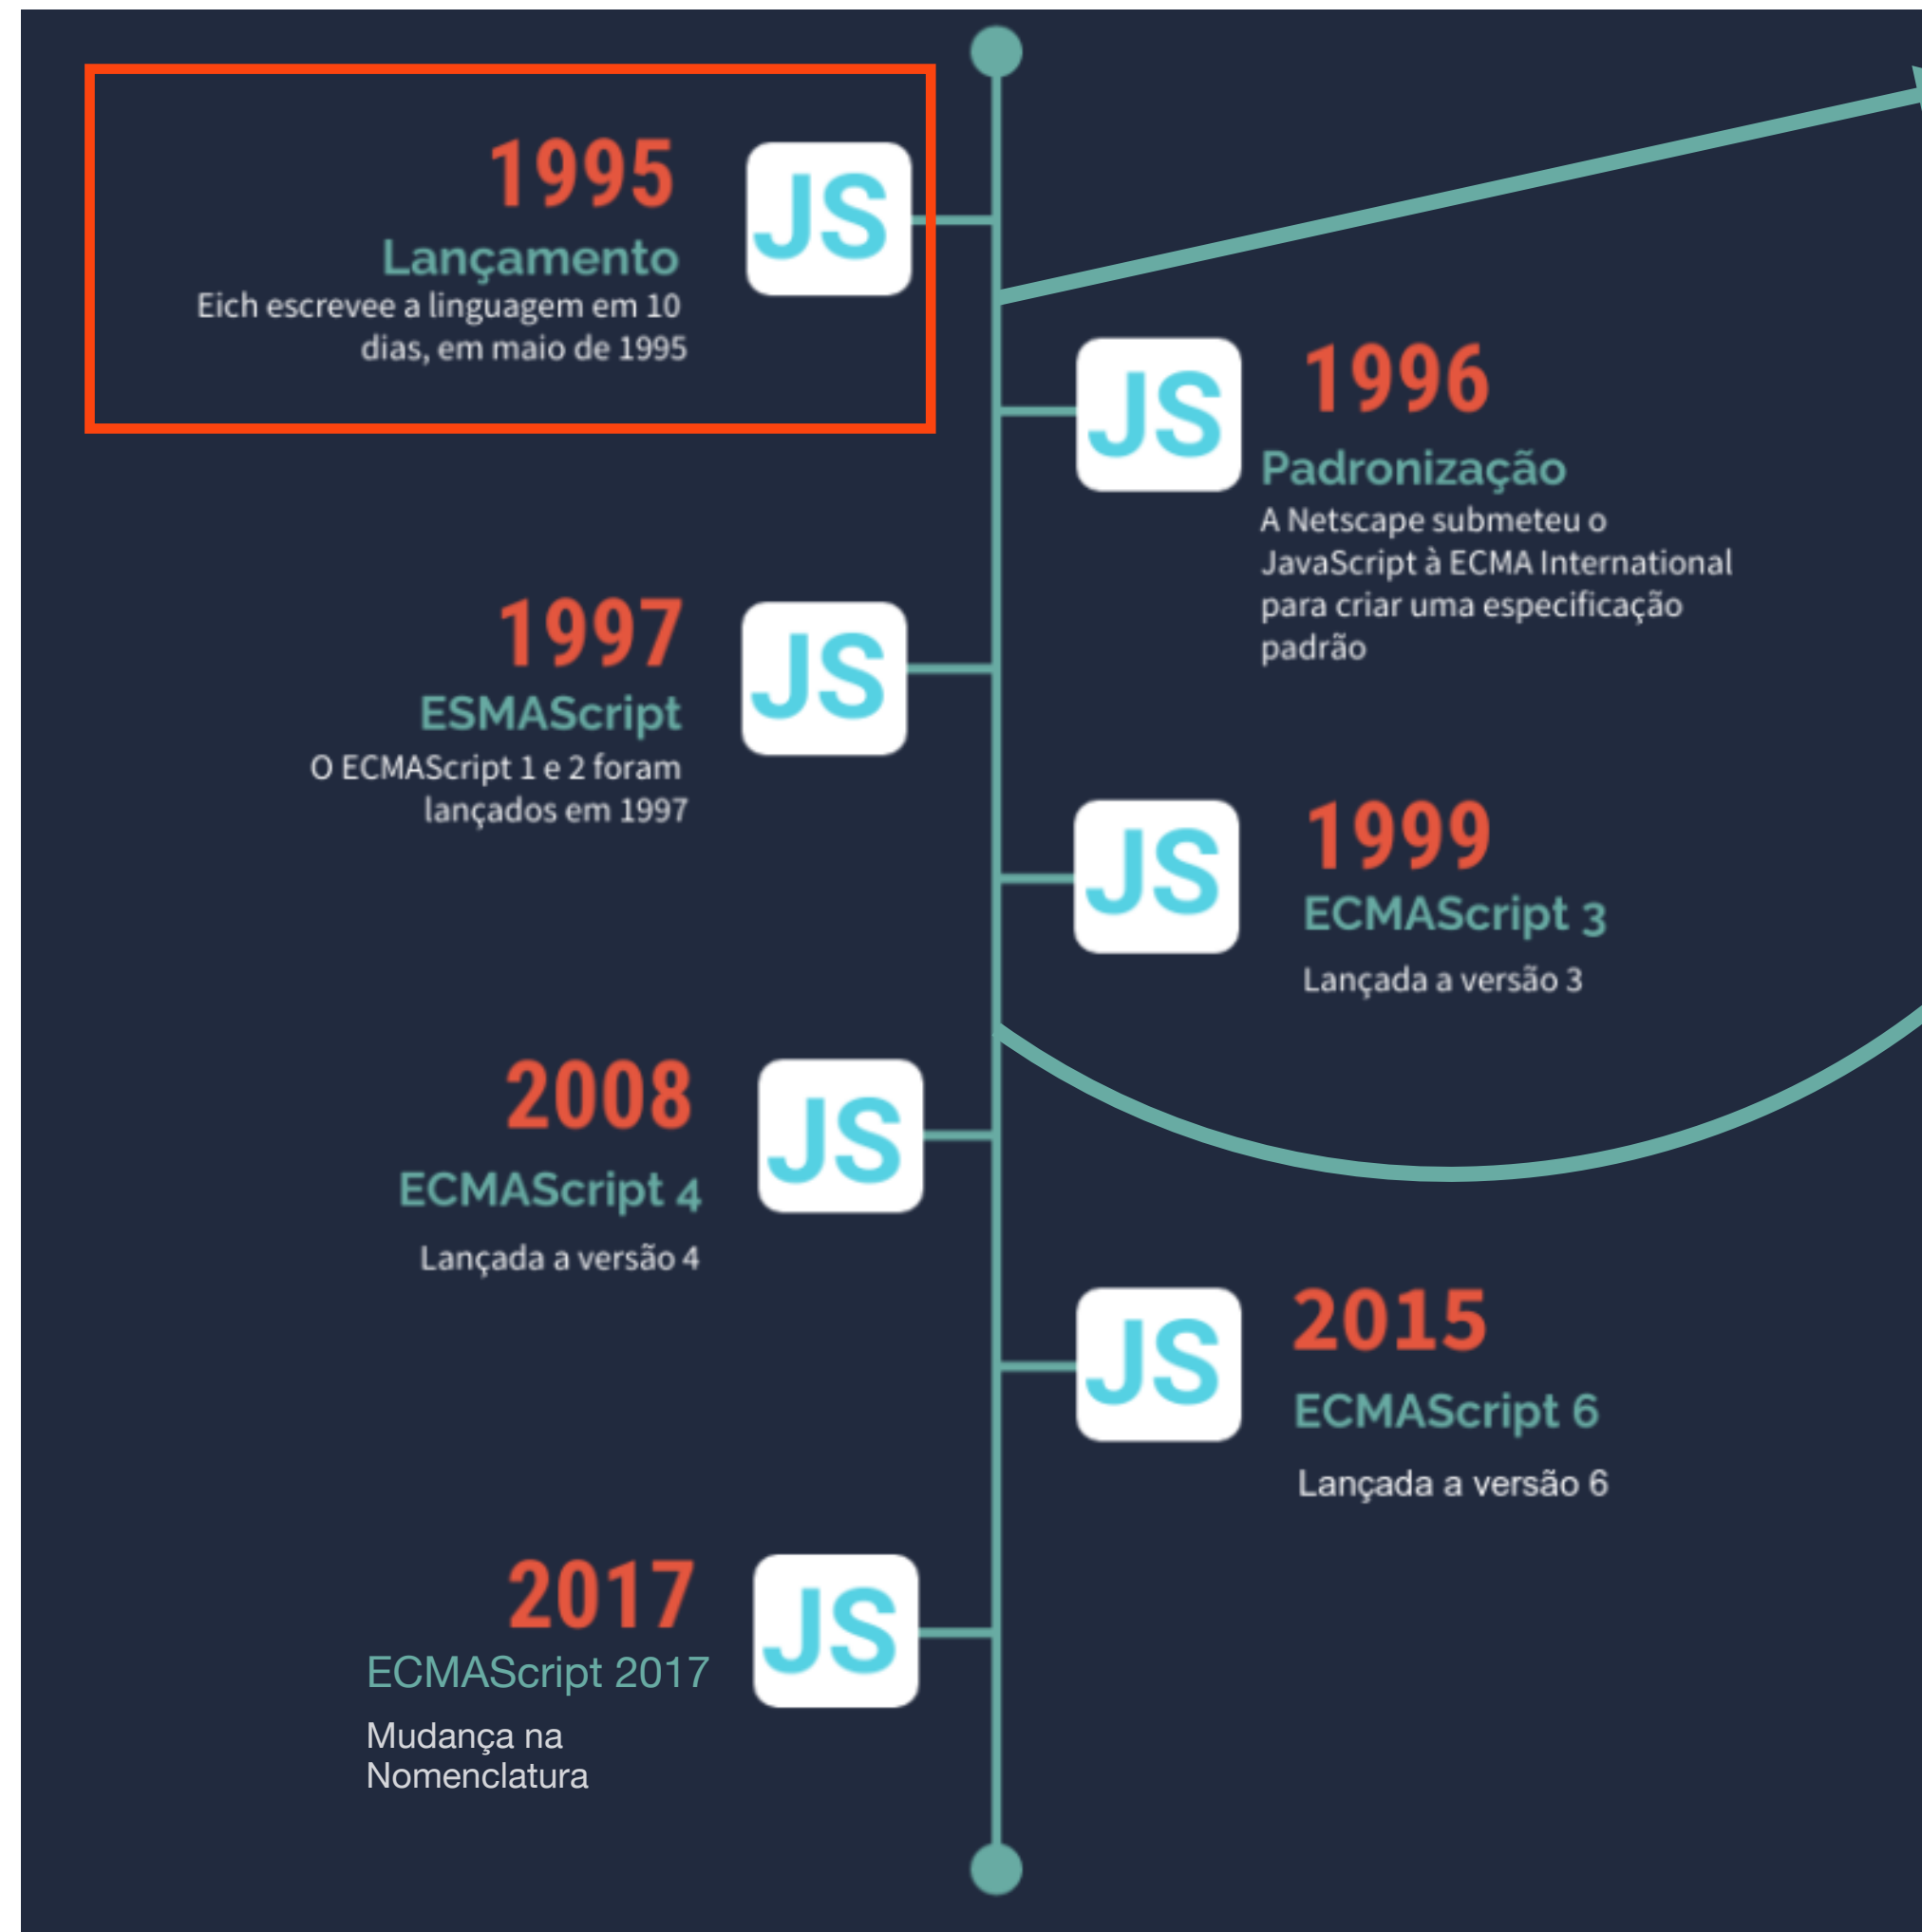 1995
JS
Lançamento
Eich escrevee a linguagem em 10
dias, em maio de 1995
JS
1996
Padronização
A Netscape submeteu o
JavaScript à ECMA International
para criar uma especificação
padrão
1997
JS
ESMAScript
O ECMAScript 1 e 2 foram
lançados em 1997
JS
1999
ECMAScript 3
Lançada a versão 3
2008
JS
ECMAScript 4
Lançada a versão 4
JS
2015
ECMAScript 6
Lançada a versão 6
2017
JS
ECMAScript 2017
Mudança na
Nomenclatura